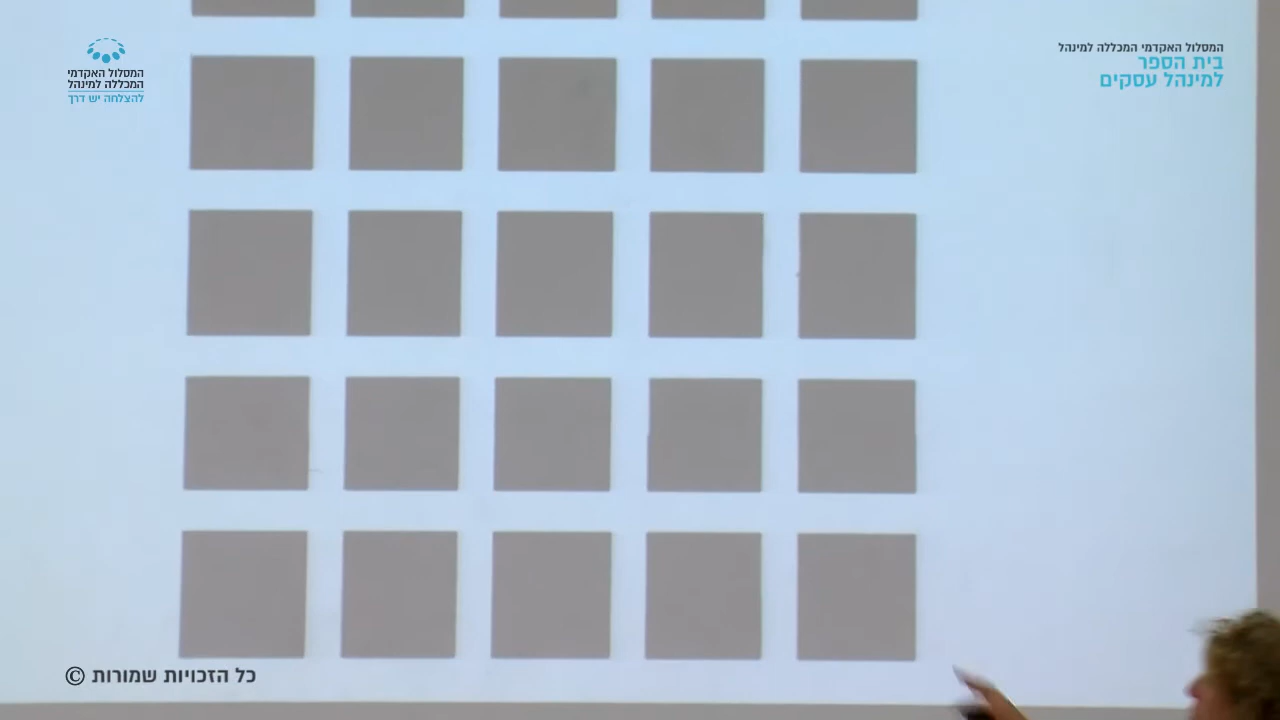 המסלול האקדמי המכללה למינהל
בית הספר
למינהל עסקים
המסלול האקדמי
המכללה למינהל
להצלחה יש דרך
כל הזכויות שמורות ©